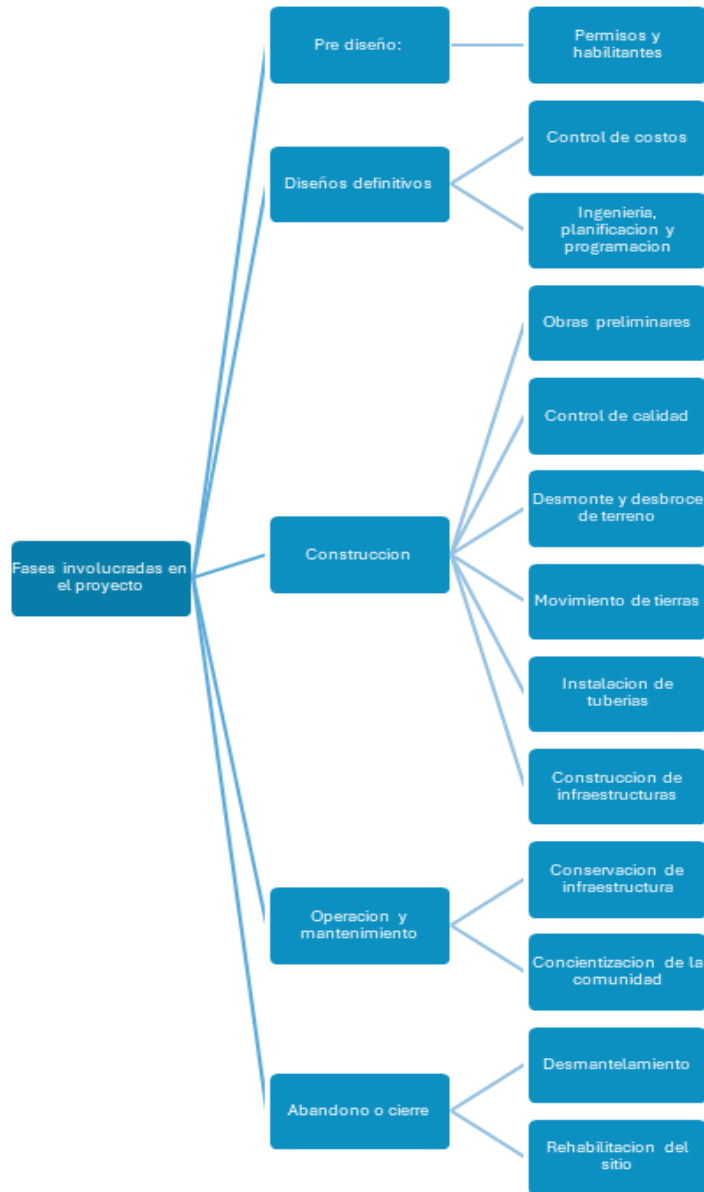 Pre diseño:
Permisos y
habilitantes
Diseños definitivos
Control de costos
Ingenieria,
planificacion y
programacion
Fases involucradas en
el proyecto
Construccion
Obras preliminares
Control de calidad
Desmonte y desbroce
de terreno
Movimiento de tierras
Instalacion de
tuberias
Construccion de
infraestructuras
Operacion y
mantenimiento
Conservacion de
infraestructura
Concientizacion de la
comunidad
Abandono o cierre
Desmantelamiento
Rehabilitacion del
sitio